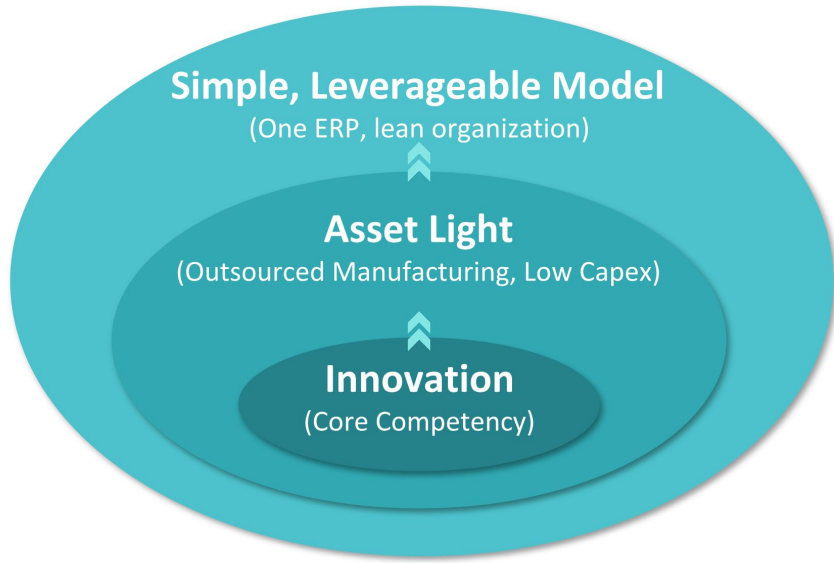 Simple, Leverageable Model
(One ERP, lean organization)
Asset Light
(Outsourced Manufacturing, Low Capex)
Innovation
(Core Competency)